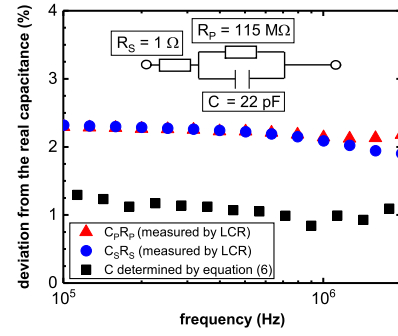 deviation from the real capacitance (%)
4
3
2
1
0
R_S = 1 Ω
R_P = 115 MΩ
C = 22 pF
C_PR_P (measured by LCR)
C_SR_S (measured by LCR)
C determined by equation (6)
10^5
10^6
frequency (Hz)